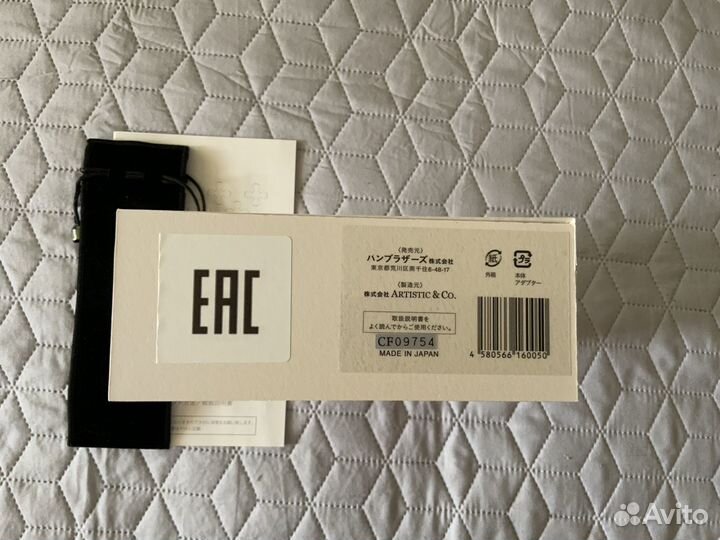 EAC
〈発売元〉
ハンブラザーズ株式会社
東京都荒川区南千住6-48-17
〈製造元〉
株式会社 ARTISTIC & CO.
取扱説明書を
よく読んでからご使用ください。
CF09754
MADE IN JAPAN
紙
外箱
プラ
本体
アダプター
4 580566 160050
Avito